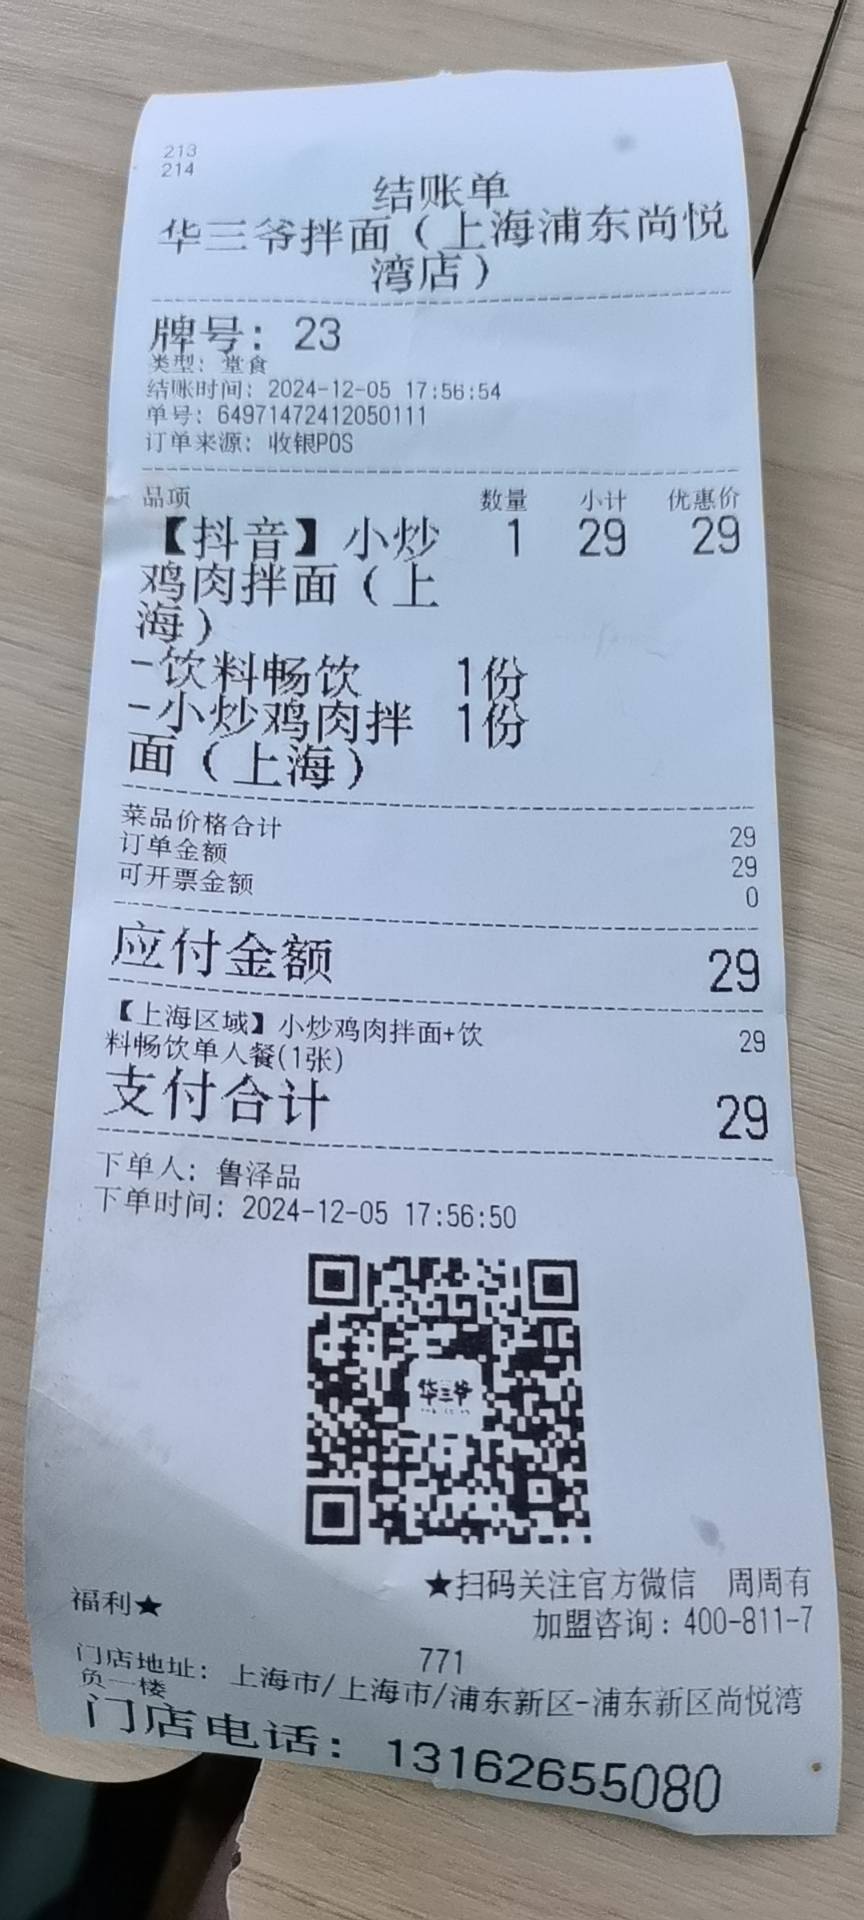 213
214
结账单
华三爷拌面（上海浦东尚悦
湾店）
牌号：23
类型：堂食
结账时间：2024-12-05 17:56:54
单号：64971472412050111
订单来源：收银POS
品项 数量 小计 优惠价
【抖音】小炒 1 29 29
鸡肉拌面（上
海）
-饮料畅饮 1份
-小炒鸡肉拌 1份
面（上海）
菜品价格合计 29
订单金额 29
可开票金额 0
应付金额 29
【上海区域】小炒鸡肉拌面+饮 29
料畅饮单人餐(1张)
支付合计 29
下单人：鲁泽品
下单时间：2024-12-05 17:56:50
华三爷
★扫码关注官方微信 周周有
福利★
加盟咨询：400-811-7
771
门店地址：上海市/上海市/浦东新区-浦东新区尚悦湾
负一楼
门店电话：13162655080